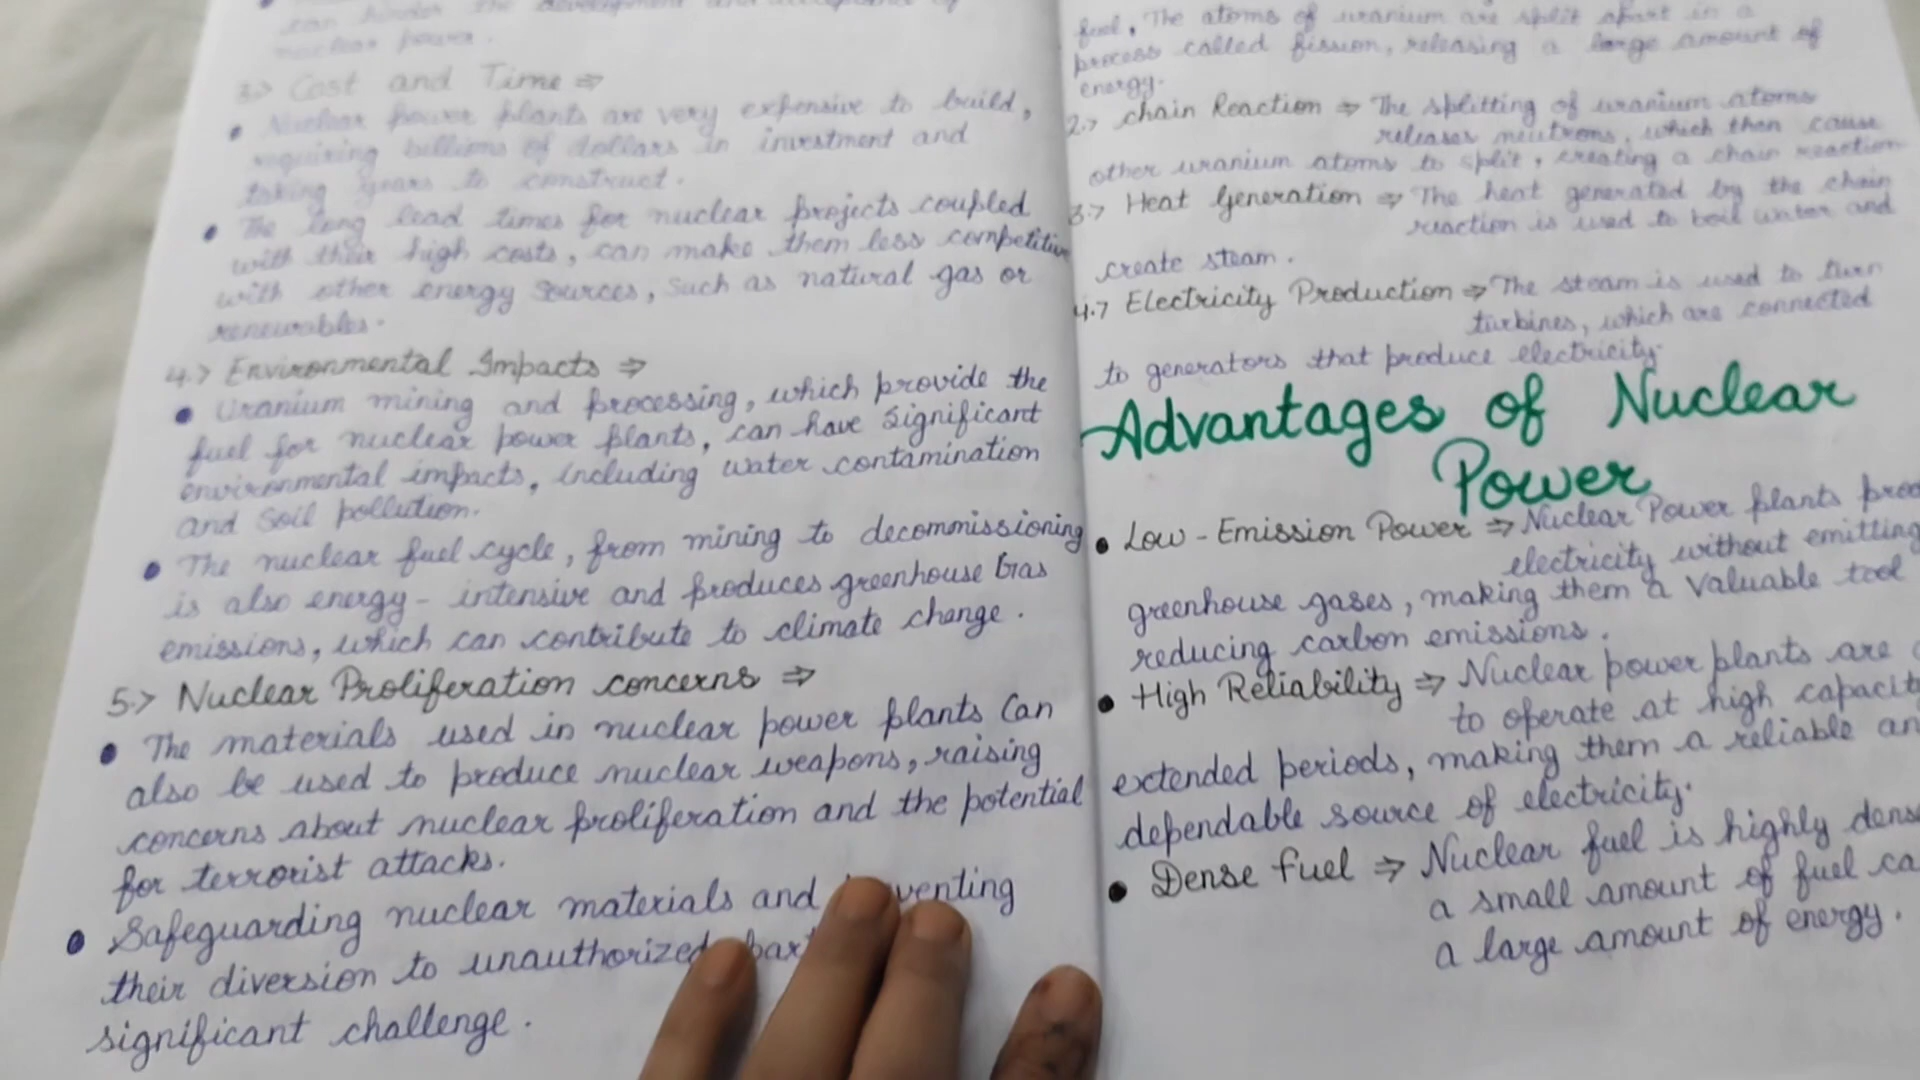 can hinder the development and acceptance of
nuclear power.
3.> Cost and Time ⇒
• Nuclear power plants are very expensive to build,
requiring billions of dollars in investment and
taking years to construct.
• The long lead times for nuclear projects coupled
with their high costs, can make them less competitive
with other energy sources, such as natural gas or
renewables.
4.> Environmental Impacts ⇒
• Uranium mining and processing, which provide the
fuel for nuclear power plants, can have significant
environmental impacts, including water contamination
and soil pollution.
• The nuclear fuel cycle, from mining to decommissioning
is also energy - intensive and produces greenhouse Gas
emissions, which can contribute to climate change.
5.> Nuclear Proliferation concerns ⇒
• The materials used in nuclear power plants Can
also be used to produce nuclear weapons, raising
concerns about nuclear proliferation and the potential
for terrorist attacks.
• Safeguarding nuclear materials and venting
their diversion to unauthorized
significant challenge.
fuel, The atoms of uranium are split apart in a
process called fission, releasing a large amount of
energy.
2.> chain Reaction ⇒ The splitting of uranium atoms
releases neutrons, which then cause
other uranium atoms to split, creating a chain reaction
3.> Heat Generation ⇒ The heat generated by the chain
reaction is used to boil water and
create steam.
4.> Electricity Production ⇒ The steam is used to turn
turbines, which are connected
to generators that produce electricity.
Advantages of Nuclear
Power
• Low - Emission Power ⇒ Nuclear Power plants
electricity without emitting
greenhouse gases, making them a valuable tool
reducing carbon emissions.
• High Reliability ⇒ Nuclear power plants are
to operate at high
extended periods, making them a reliable
dependable source of electricity.
• Dense Fuel ⇒ Nuclear fuel is highly
a small amount of fuel
a large amount of energy.